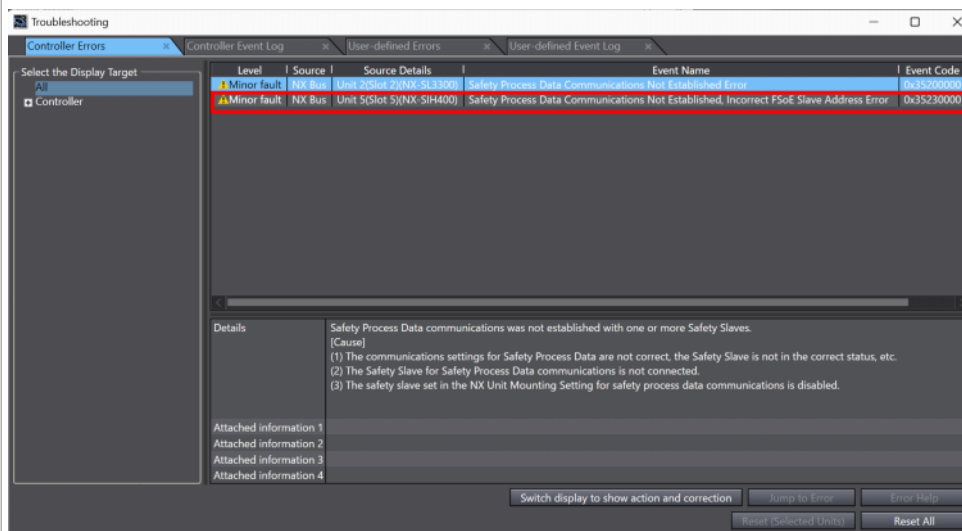 Troubleshooting
Controller Errors Controller Event Log User-defined Errors User-defined Event Log
Select the Display Target
All
Controller
Level Source Source Details Event Name Event Code
Minor fault NX Bus Unit 2(Slot 2)(NX-SL3300) Safety Process Data Communications Not Established Error 0x35200000
Minor fault NX Bus Unit 5(Slot 5)(NX-SIH400) Safety Process Data Communications Not Established, Incorrect FSoE Slave Address Error 0x35230000
Details
Safety Process Data communications was not established with one or more Safety Slaves.
[Cause]
(1) The communications settings for Safety Process Data are not correct, the Safety Slave is not in the correct status, etc.
(2) The Safety Slave for Safety Process Data communications is not connected.
(3) The safety slave set in the NX Unit Mounting Setting for safety process data communications is disabled.
Attached information 1
Attached information 2
Attached information 3
Attached information 4
Switch display to show action and correction Jump to Error Error Help
Reset (Selected Units) Reset All